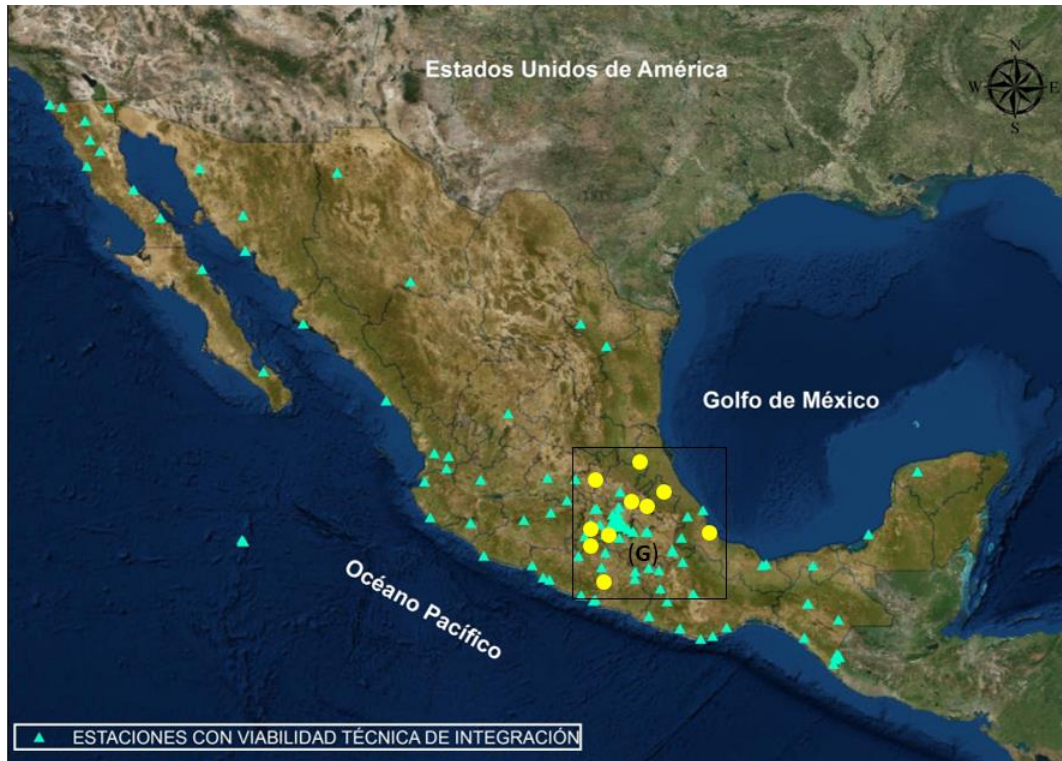 Estados Unidos de América
N
W E
S
Golfo de México
(G)
Océano Pacífico
ESTACIONES CON VIABILIDAD TÉCNICA DE INTEGRACIÓN